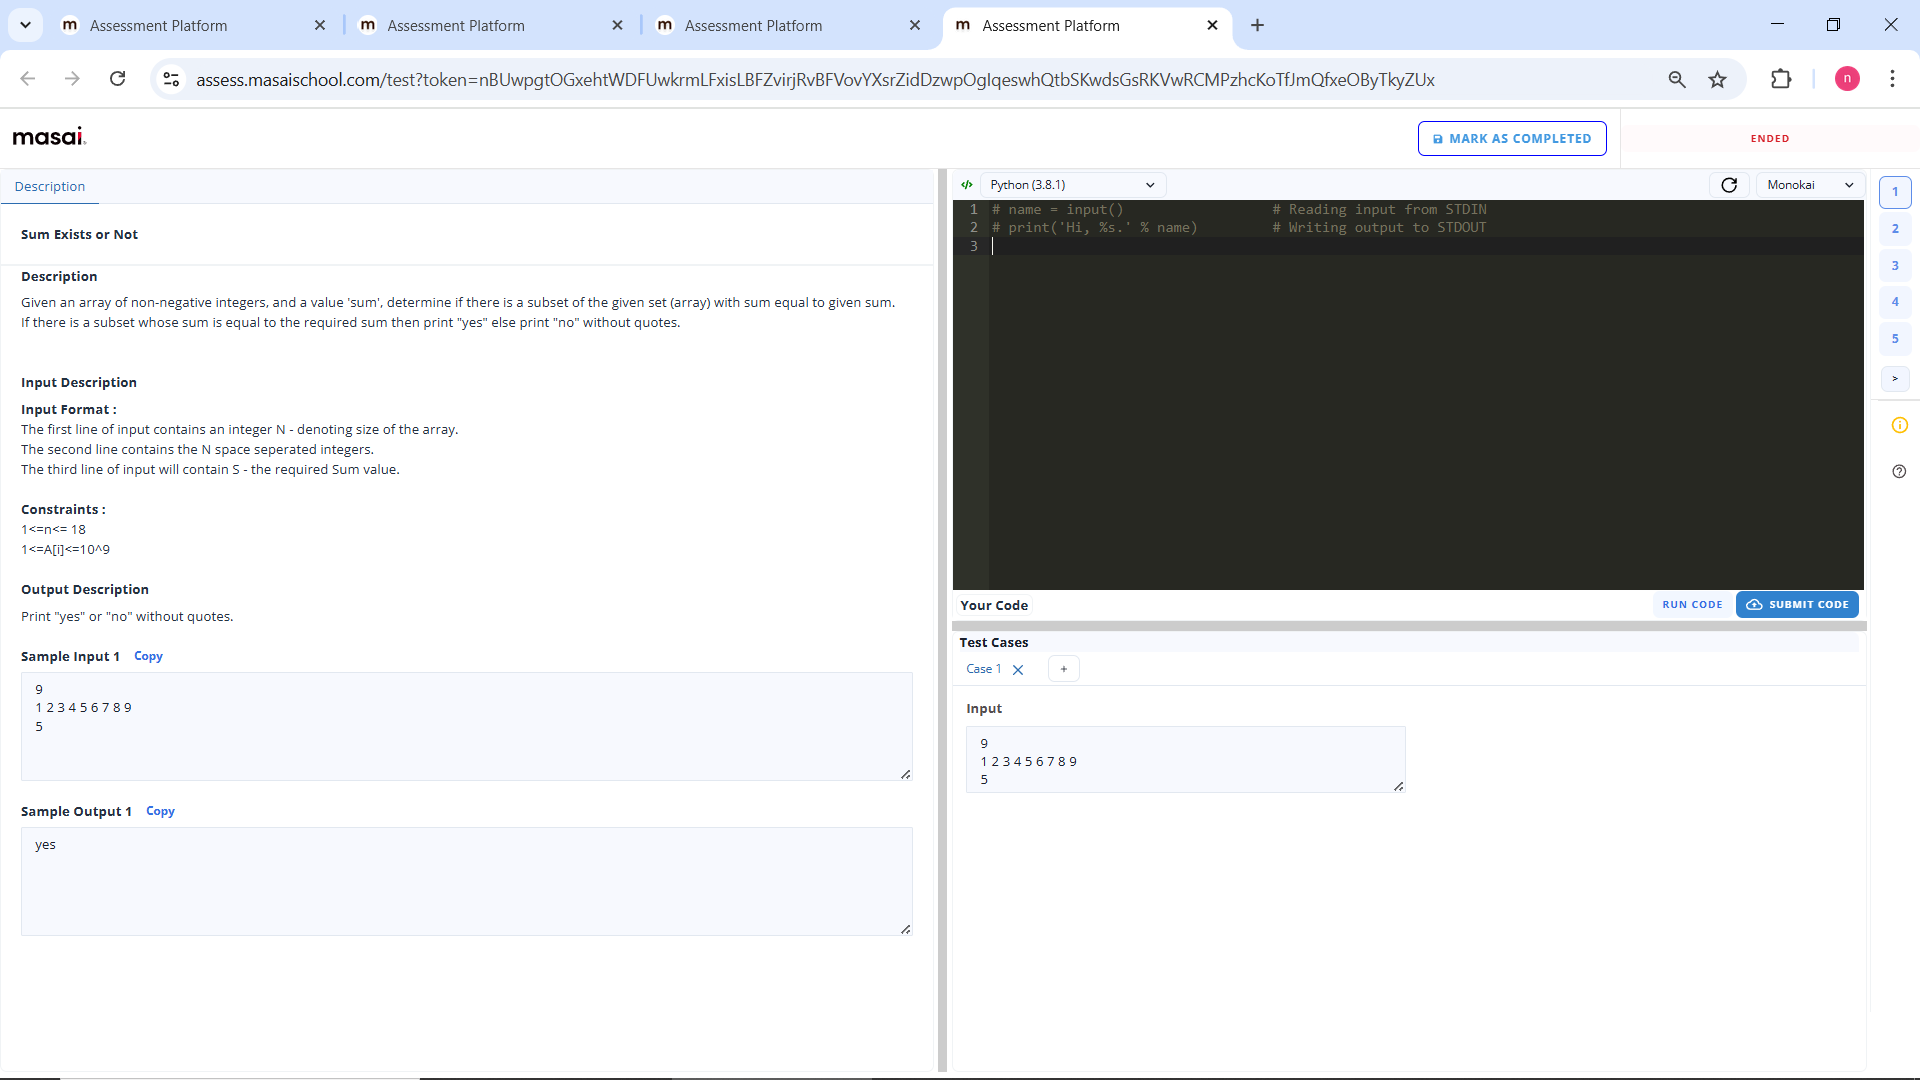 m Assessment Platform
m Assessment Platform
m Assessment Platform
m Assessment Platform
assess.masaischool.com/test?token=nBUwpgtOGxehtWDFUwkrmLFxisLBFZvirjRvBFVovYXsrZidDzwpOgIqeswhQtbSKwdsGsRKVwRCMPzhcKoTfJmQfxeOByTkyZUx
n
masai.
MARK AS COMPLETED
ENDED
Description
Sum Exists or Not
Description
Given an array of non-negative integers, and a value 'sum', determine if there is a subset of the given set (array) with sum equal to given sum.
If there is a subset whose sum is equal to the required sum then print "yes" else print "no" without quotes.
Input Description
Input Format :
The first line of input contains an integer N - denoting size of the array.
The second line contains the N space seperated integers.
The third line of input will contain S - the required Sum value.
Constraints :
1<=n<= 18
1<=A[i]<=10^9
Output Description
Print "yes" or "no" without quotes.
Sample Input 1 Copy
9
1 2 3 4 5 6 7 8 9
5
Sample Output 1 Copy
yes
</> Python (3.8.1)
Monokai
1 # name = input() # Reading input from STDIN
2 # print('Hi, %s.' % name) # Writing output to STDOUT
3
Your Code
RUN CODE
SUBMIT CODE
Test Cases
Case 1
+
Input
9
1 2 3 4 5 6 7 8 9
5
1
2
3
4
5
>